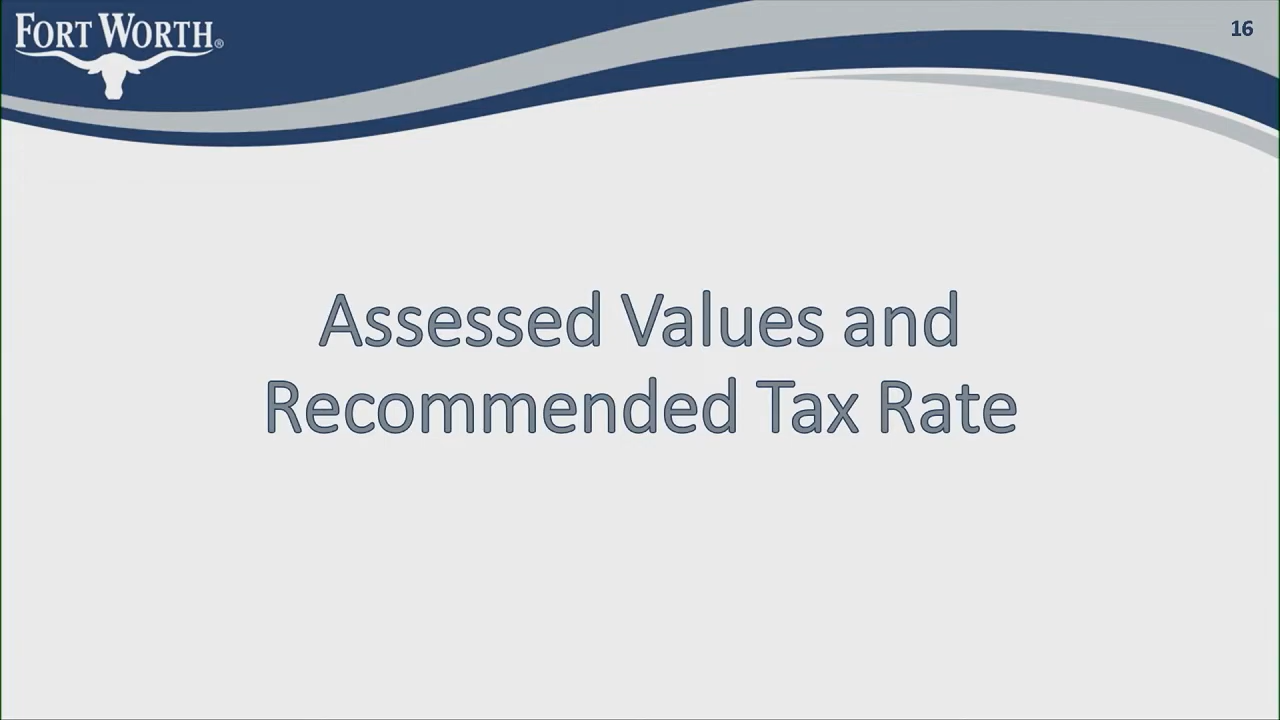 FORT WORTH®
16
Assessed Values and
Recommended Tax Rate